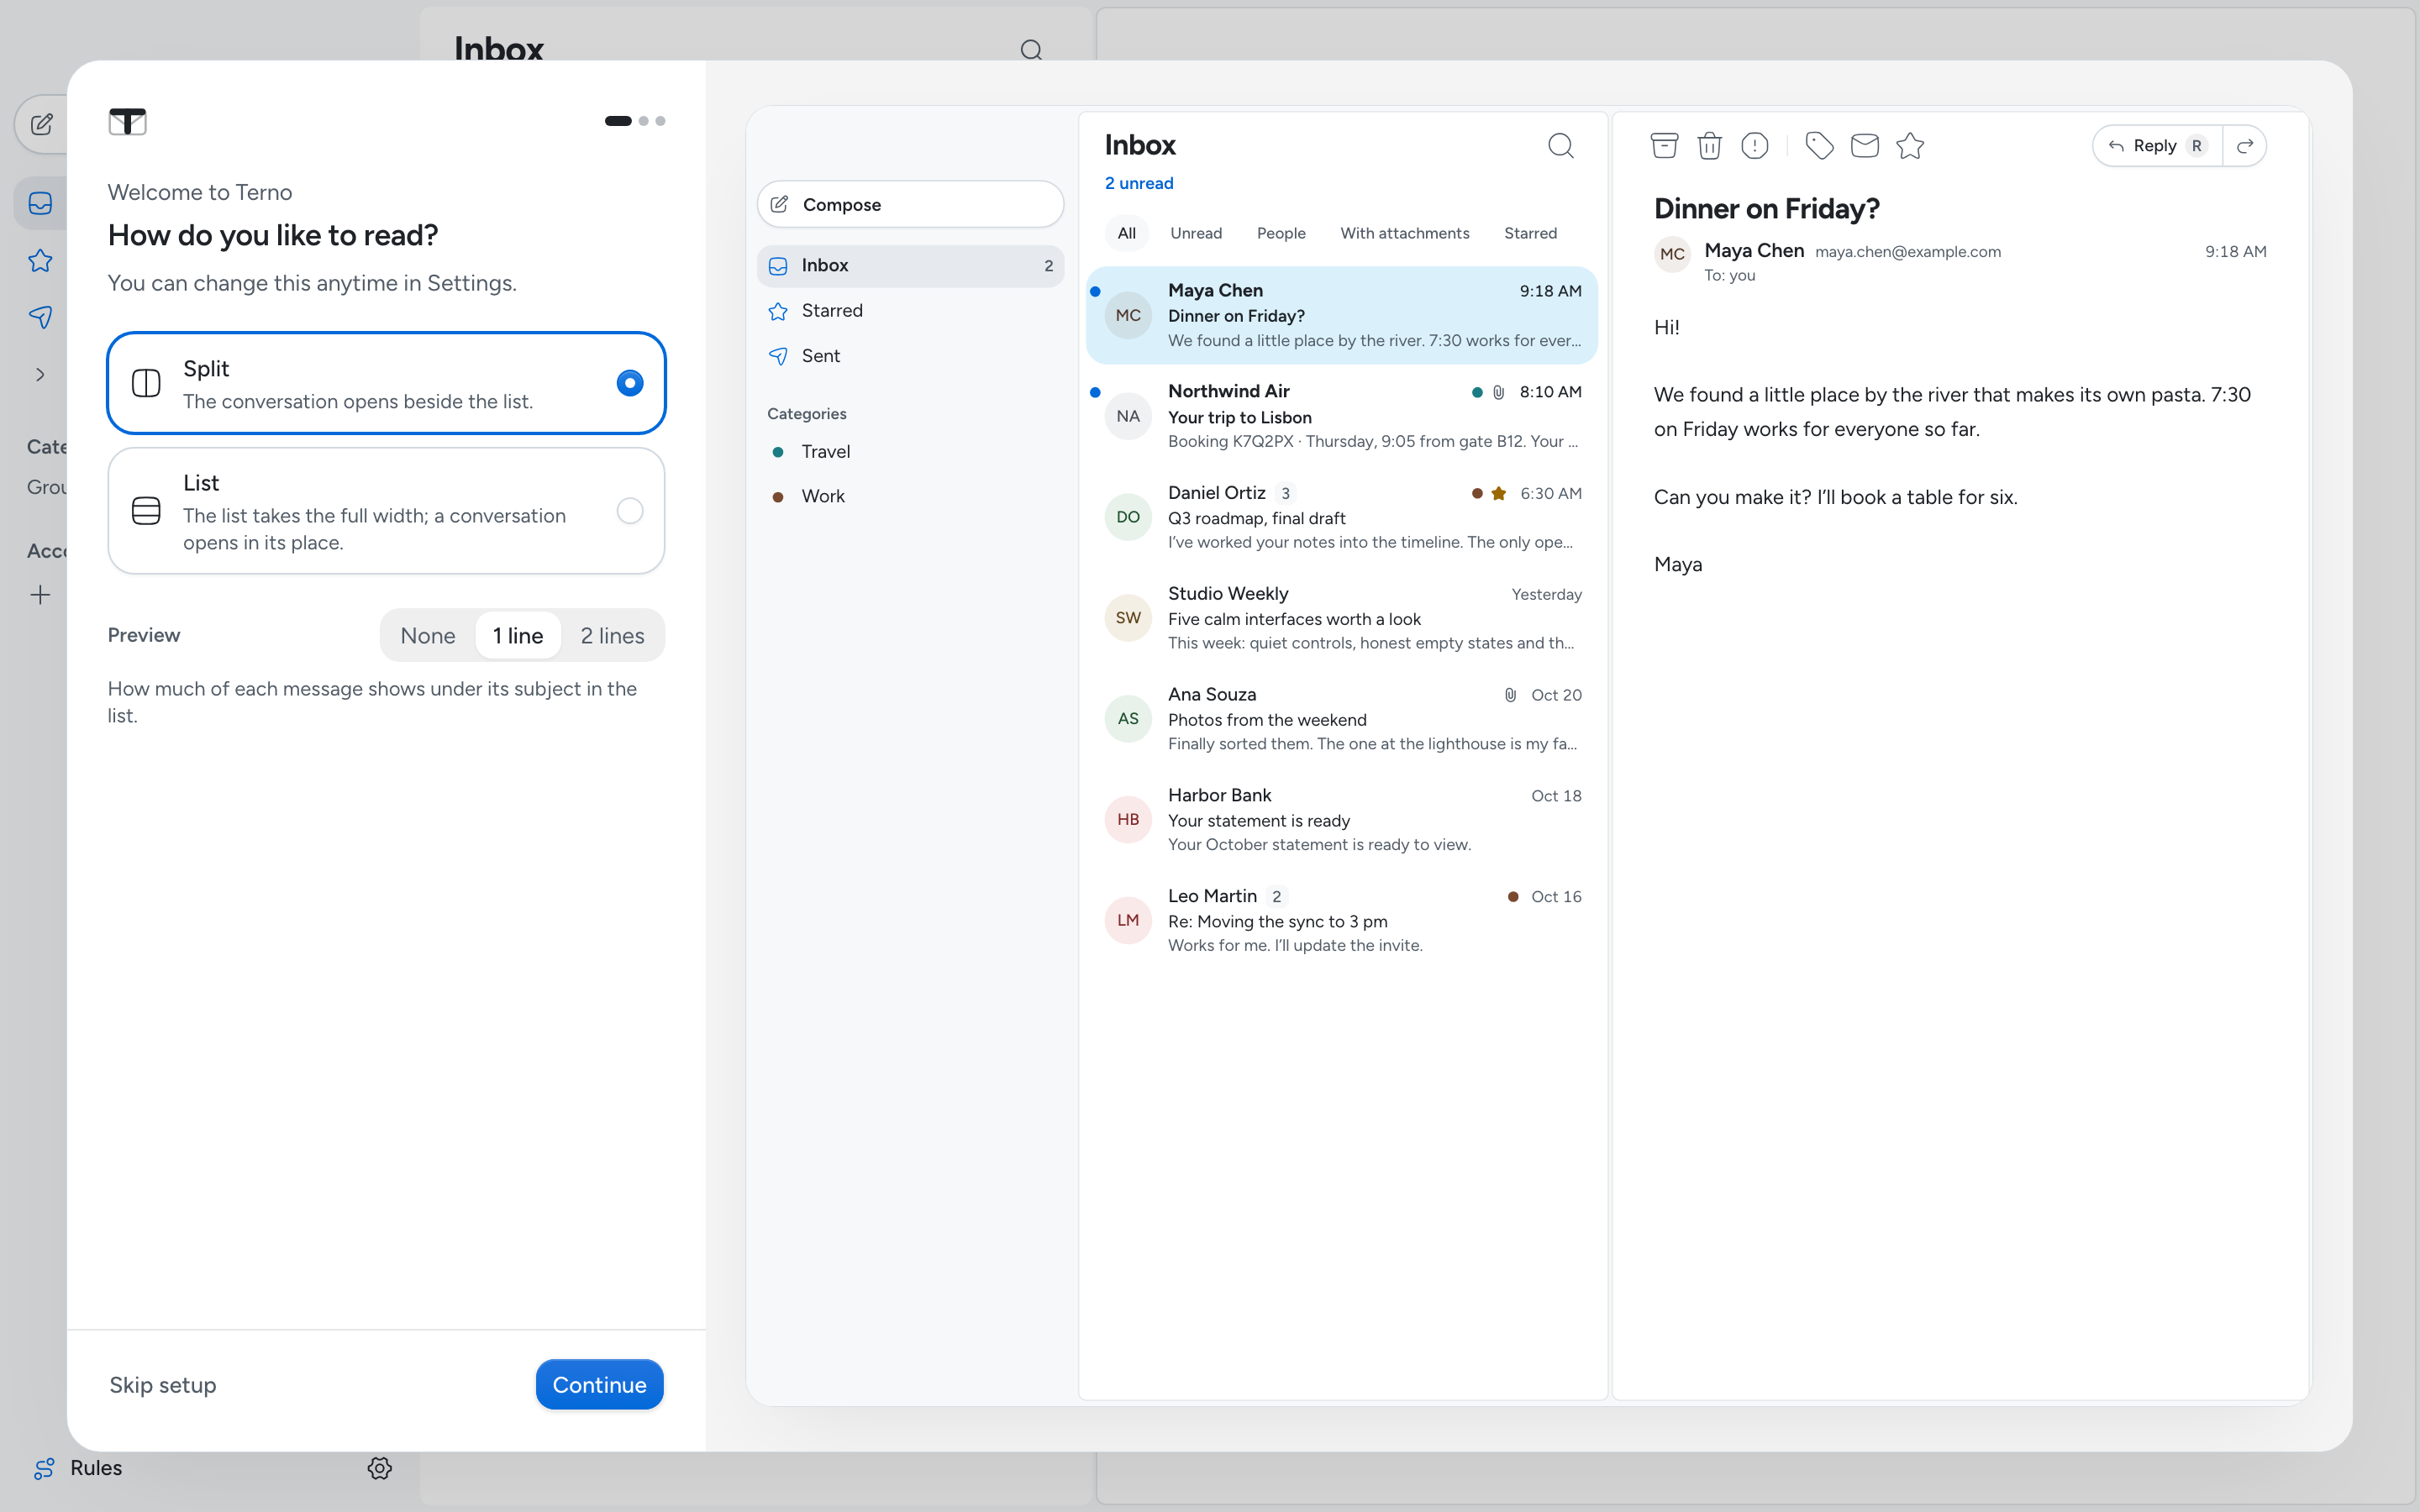 Inbox
Cate
Grou
Acco
Rules
Welcome to Terno
How do you like to read?
You can change this anytime in Settings.
Split
The conversation opens beside the list.
List
The list takes the full width; a conversation
opens in its place.
Preview
None
1 line
2 lines
How much of each message shows under its subject in the
list.
Skip setup
Continue
Compose
Inbox
2
Starred
Sent
Categories
Travel
Work
Inbox
2 unread
All
Unread
People
With attachments
Starred
MC
Maya Chen
9:18 AM
Dinner on Friday?
We found a little place by the river. 7:30 works for ever…
NA
Northwind Air
8:10 AM
Your trip to Lisbon
Booking K7Q2PX · Thursday, 9:05 from gate B12. Your …
DO
Daniel Ortiz 3
6:30 AM
Q3 roadmap, final draft
I’ve worked your notes into the timeline. The only ope…
SW
Studio Weekly
Yesterday
Five calm interfaces worth a look
This week: quiet controls, honest empty states and th…
AS
Ana Souza
Oct 20
Photos from the weekend
Finally sorted them. The one at the lighthouse is my fa…
HB
Harbor Bank
Oct 18
Your statement is ready
Your October statement is ready to view.
LM
Leo Martin 2
Oct 16
Re: Moving the sync to 3 pm
Works for me. I’ll update the invite.
Reply R
Dinner on Friday?
MC
Maya Chen maya.chen@example.com
9:18 AM
To: you
Hi!
We found a little place by the river that makes its own pasta. 7:30
on Friday works for everyone so far.
Can you make it? I’ll book a table for six.
Maya